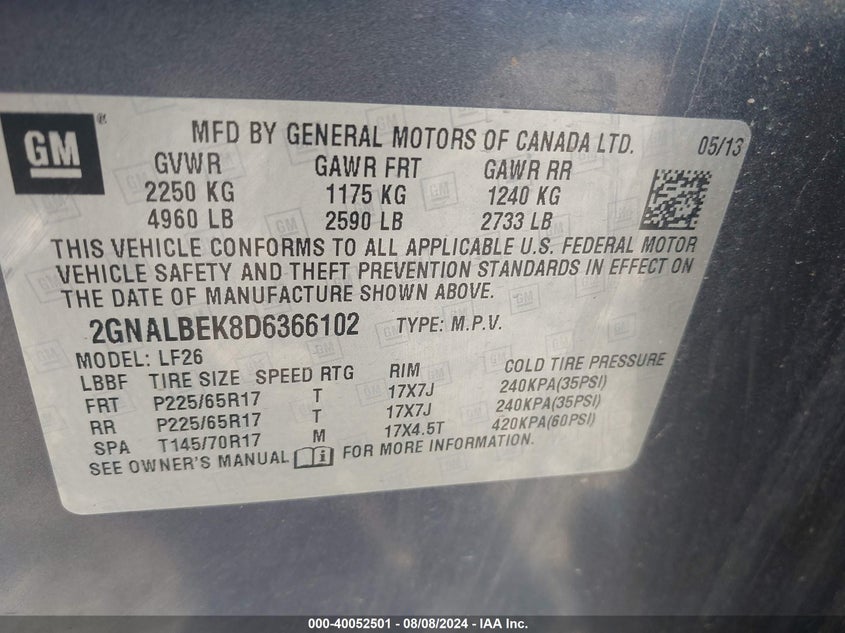 GM
®
MFD BY GENERAL MOTORS OF CANADA LTD. 05/13
GVWR GAWR FRT GAWR RR
2250 KG 1175 KG 1240 KG
4960 LB 2590 LB 2733 LB
THIS VEHICLE CONFORMS TO ALL APPLICABLE U.S. FEDERAL MOTOR
VEHICLE SAFETY AND THEFT PREVENTION STANDARDS IN EFFECT ON
THE DATE OF MANUFACTURE SHOWN ABOVE.
2GNALBEK8D6366102 TYPE: M.P.V.
MODEL: LF26
LBBF TIRE SIZE SPEED RTG RIM COLD TIRE PRESSURE
FRT P225/65R17 T 17X7J 240KPA(35PSI)
RR P225/65R17 T 17X7J 240KPA(35PSI)
SPA T145/70R17 M 17X4.5T 420KPA(60PSI)
SEE OWNER'S MANUAL i FOR MORE INFORMATION.
000-40052501 - 08/08/2024 - IAA Inc.